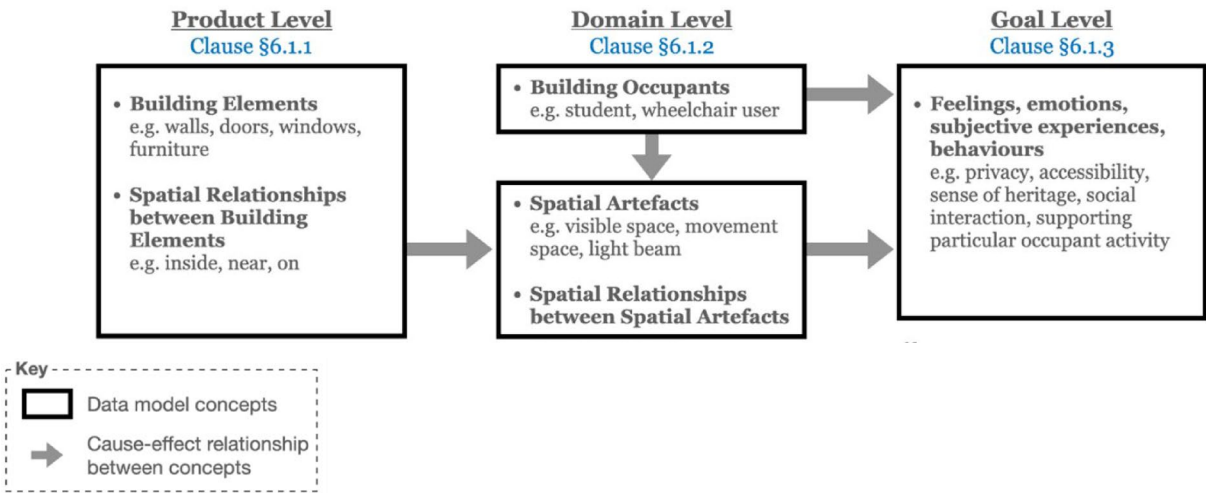 Product Level
Clause §6.1.1
• Building Elements
e.g. walls, doors, windows,
furniture
• Spatial Relationships
between Building
Elements
e.g. inside, near, on
Domain Level
Clause §6.1.2
• Building Occupants
e.g. student, wheelchair user
• Spatial Artefacts
e.g. visible space, movement
space, light beam
• Spatial Relationships
between Spatial Artefacts
Goal Level
Clause §6.1.3
• Feelings, emotions,
subjective experiences,
behaviours
e.g. privacy, accessibility,
sense of heritage, social
interaction, supporting
particular occupant activity
Key
Data model concepts
Cause-effect relationship
between concepts